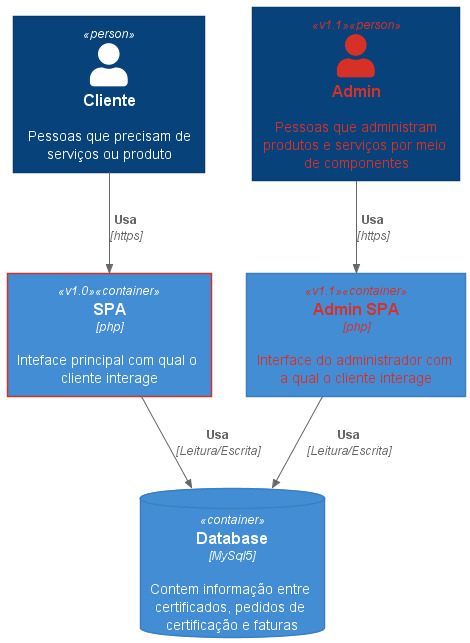 «person»
Cliente
Pessoas que precisam de
serviços ou produto
«v1.1»«person»
Admin
Pessoas que administram
produtos e serviços por meio
de componentes
Usa
[https]
Usa
[https]
«v1.0»«container»
SPA
[php]
Inteface principal com qual o
cliente interage
«v1.1»«container»
Admin SPA
[php]
Interface do administrador com
a qual o cliente interage
Usa
[Leitura/Escrita]
Usa
[Leitura/Escrita]
«container»
Database
[MySql5]
Contem informação entre
certificados, pedidos de
certificação e faturas